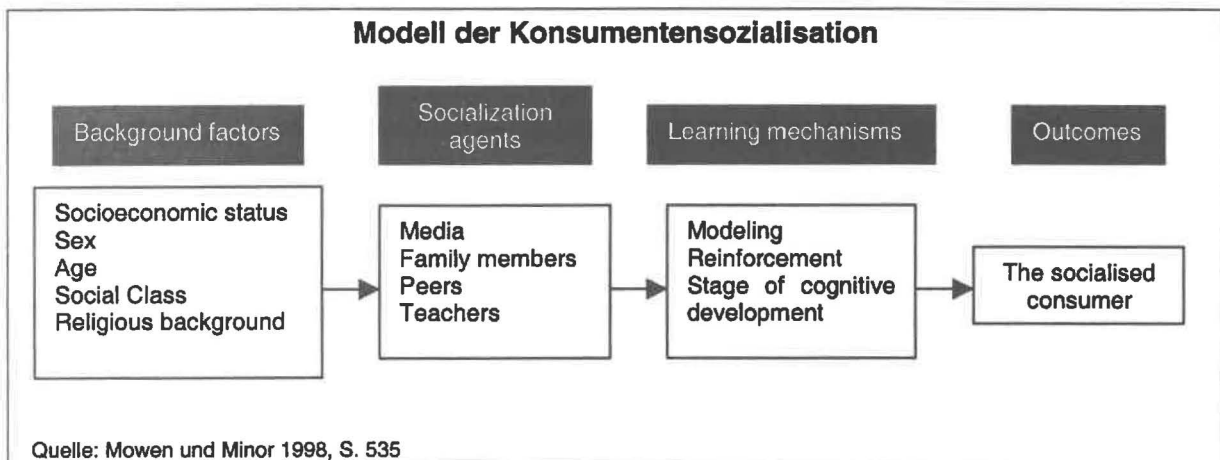 Modell der Konsumentensozialisation
Background factors
Socialization
agents
Learning mechanisms
Outcomes
Socioeconomic status
Sex
Age
Social Class
Religious background
Media
Family members
Peers
Teachers
Modeling
Reinforcement
Stage of cognitive
development
The socialised
consumer
Quelle: Mowen und Minor 1998, S. 535